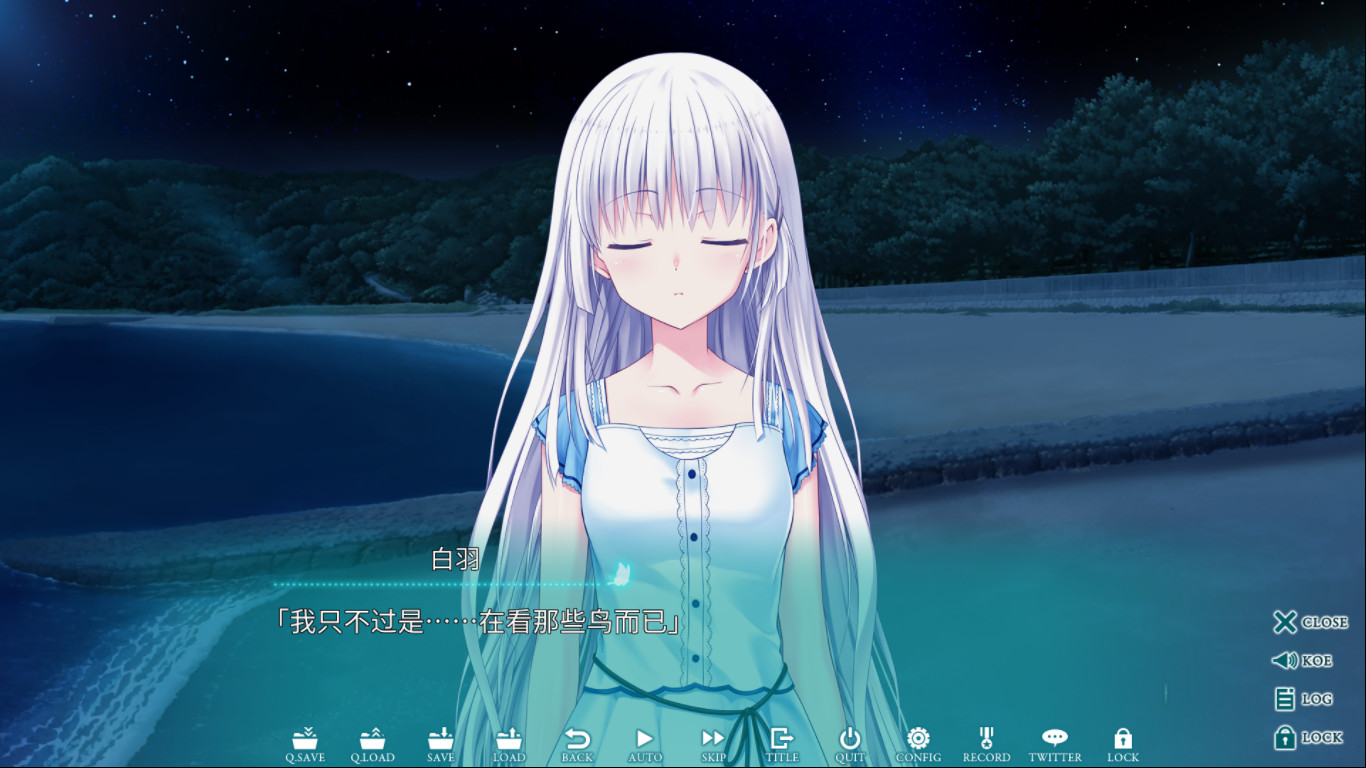 白羽
「我只不过是……在看那些鸟而已」
CLOSE
KOE
LOG
LOCK
Q.SAVE Q.LOAD SAVE LOAD BACK AUTO SKIP TITLE QUIT CONFIG RECORD TWITTER LOCK